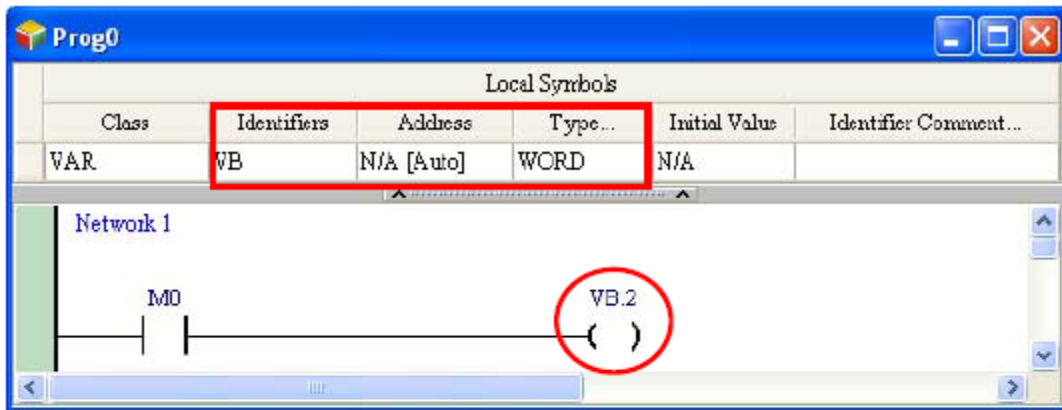 Prog0
Local Symbols
Class Identifiers Address Type... Initial Value Identifier Comment...
VAR VB N/A [Auto] WORD N/A
Network 1
M0 VB.2